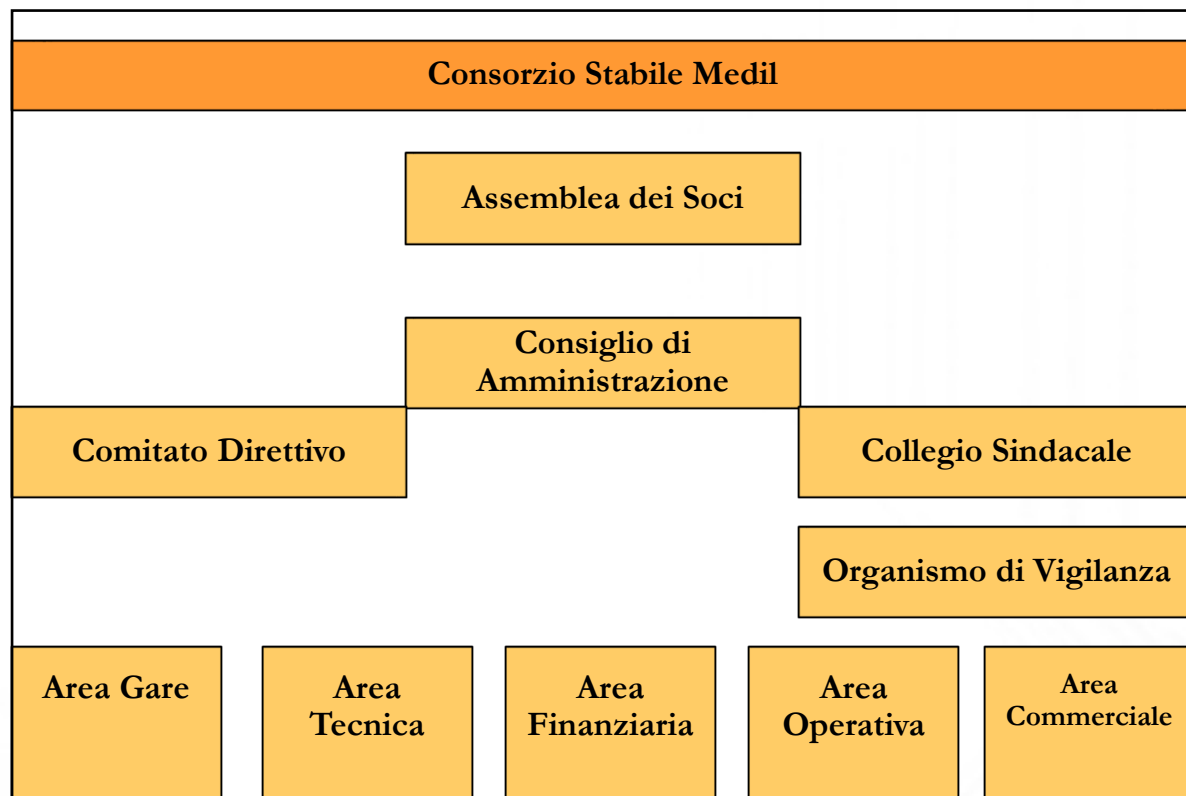 Consorzio Stabile Medil
Assemblea dei Soci
Consiglio di
Amministrazione
Comitato Direttivo
Collegio Sindacale
Organismo di Vigilanza
Area Gare
Area
Tecnica
Area
Finanziaria
Area
Operativa
Area
Commerciale